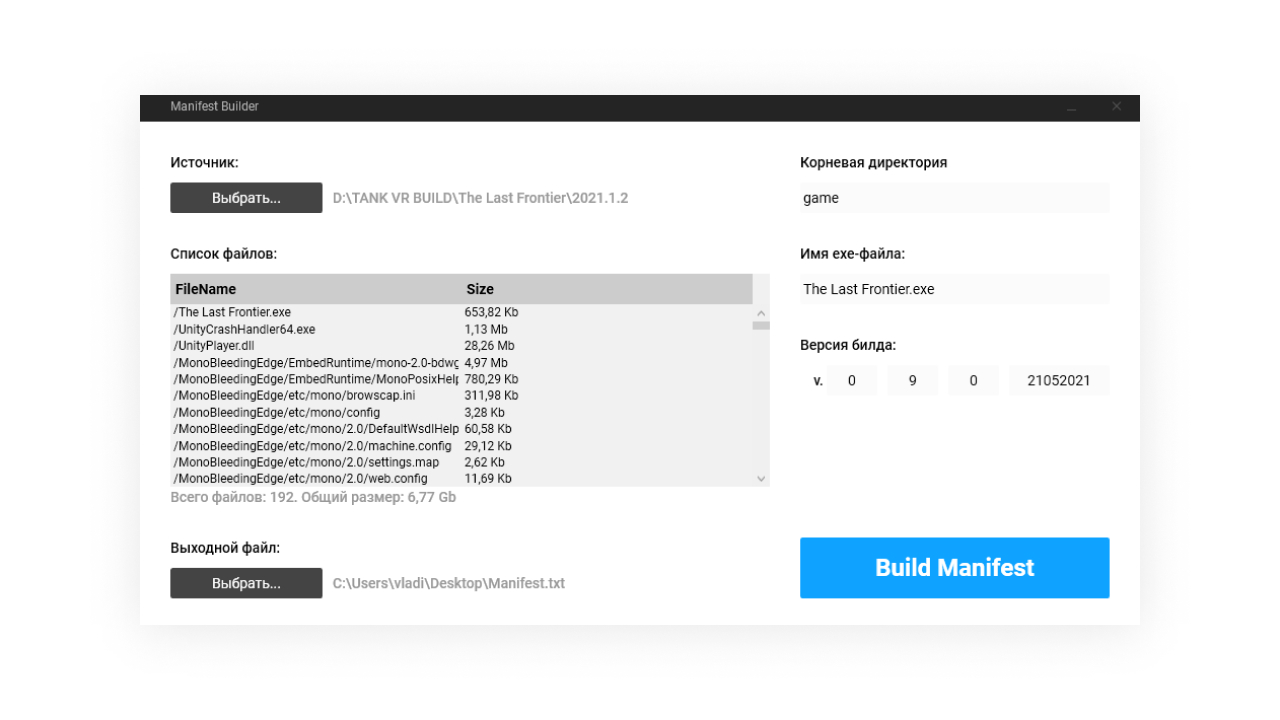 Manifest Builder
Источник:
Выбрать... D:\TANK VR BUILD\The Last Frontier\2021.1.2
Список файлов:
FileName Size
/The Last Frontier.exe 653,82 Kb
/UnityCrashHandler64.exe 1,13 Mb
/UnityPlayer.dll 28,26 Mb
/MonoBleedingEdge/EmbedRuntime/mono-2.0-bdwg 4,97 Mb
/MonoBleedingEdge/EmbedRuntime/MonoPosixHelp 780,29 Kb
/MonoBleedingEdge/etc/mono/browscap.ini 311,98 Kb
/MonoBleedingEdge/etc/mono/config 3,28 Kb
/MonoBleedingEdge/etc/mono/2.0/DefaultWsdlHelp 60,58 Kb
/MonoBleedingEdge/etc/mono/2.0/machine.config 29,12 Kb
/MonoBleedingEdge/etc/mono/2.0/settings.map 2,62 Kb
/MonoBleedingEdge/etc/mono/2.0/web.config 11,69 Kb
Всего файлов: 192. Общий размер: 6,77 Gb
Выходной файл:
Выбрать... C:\Users\vladi\Desktop\Manifest.txt
Корневая директория
game
Имя exe-файла:
The Last Frontier.exe
Версия билда:
v. 0 9 0 21052021
Build Manifest